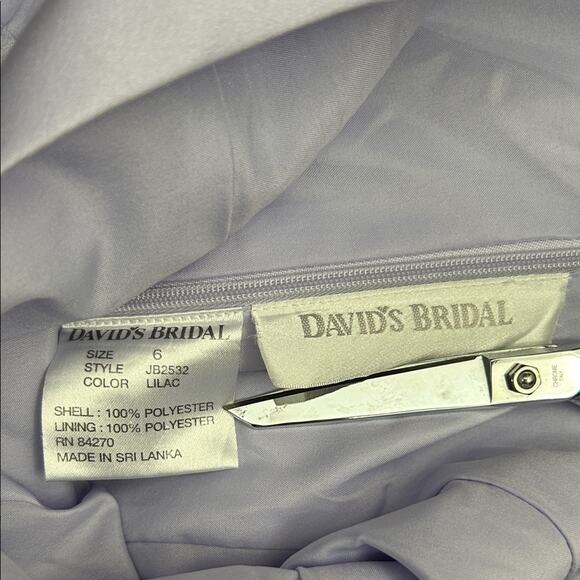 DAVID'S BRIDAL
SIZE 6
STYLE JB2532
COLOR LILAC
SHELL : 100% POLYESTER
LINING : 100% POLYESTER
RN 84270
MADE IN SRI LANKA
DAVID'S BRIDAL
CHROME